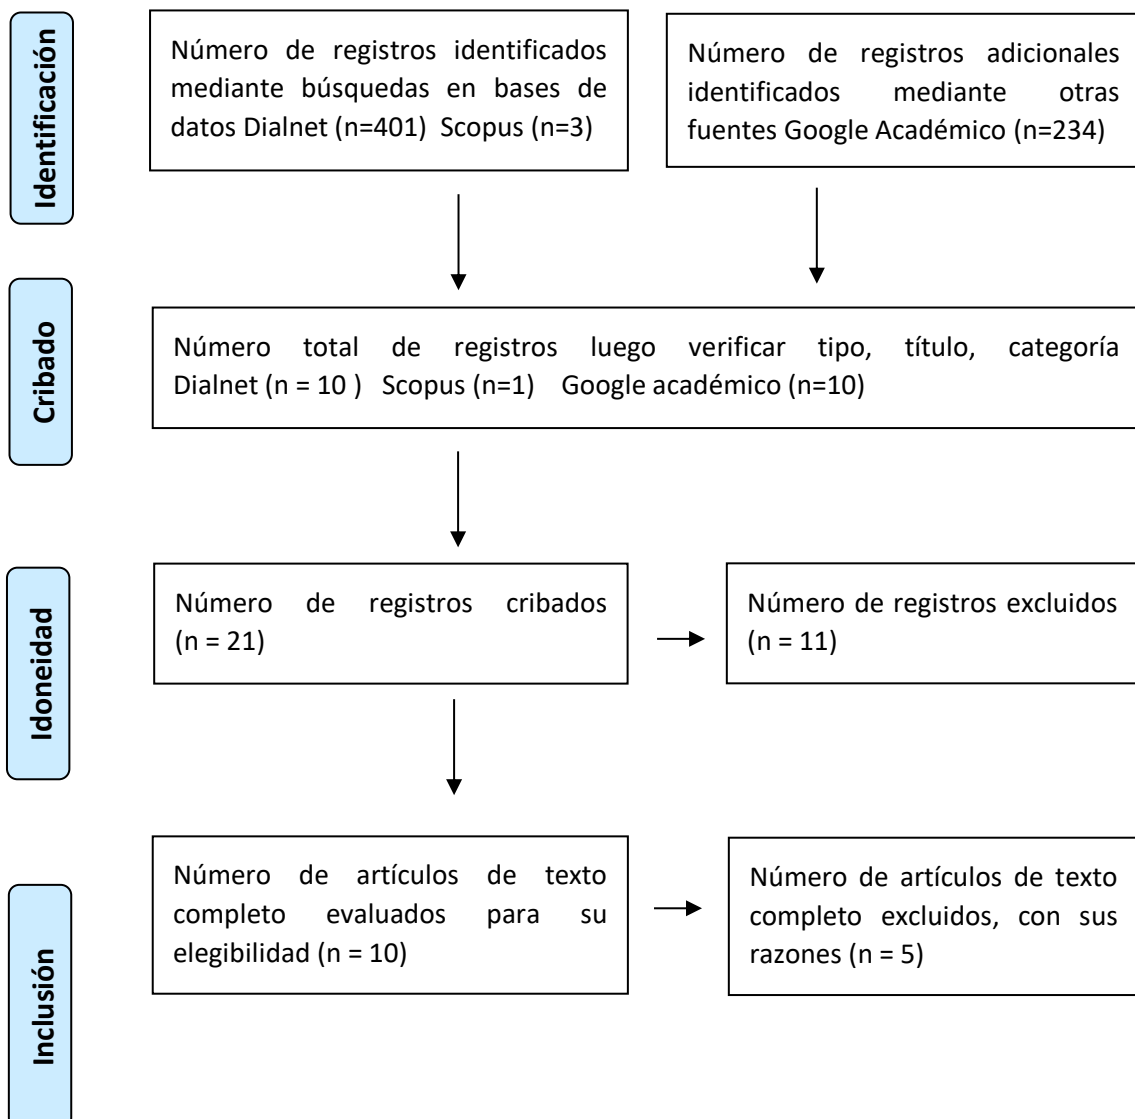 Identificación
Número de registros identificados
mediante búsquedas en bases de
datos Dialnet (n=401) Scopus (n=3)
Número de registros adicionales
identificados mediante otras
fuentes Google Académico (n=234)
Cribado
Número total de registros luego verificar tipo, título, categoría
Dialnet (n = 10 ) Scopus (n=1) Google académico (n=10)
Idoneidad
Número de registros cribados
(n = 21)
Número de registros excluidos
(n = 11)
Inclusión
Número de artículos de texto
completo evaluados para su
elegibilidad (n = 10)
Número de artículos de texto
completo excluidos, con sus
razones (n = 5)